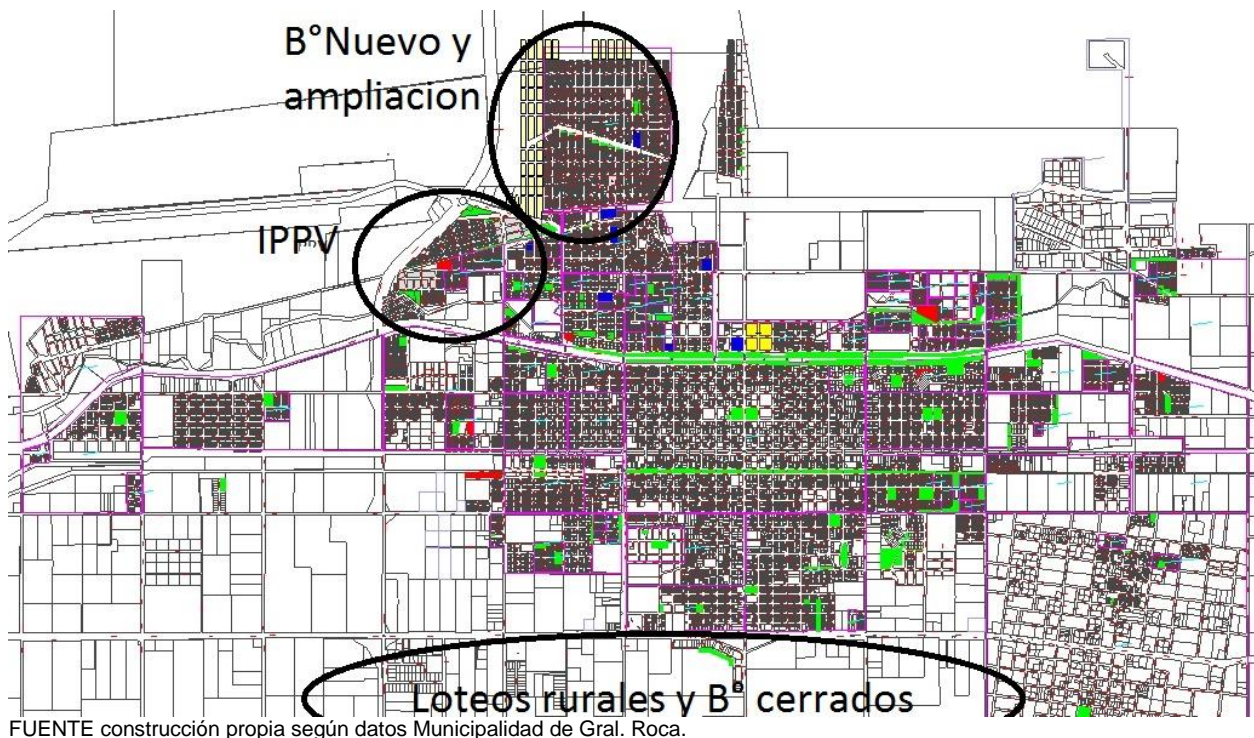 B°Nuevo y
ampliacion
IPPV
Loteos rurales y B° cerrados
FUENTE construcción propia según datos Municipalidad de Gral. Roca.